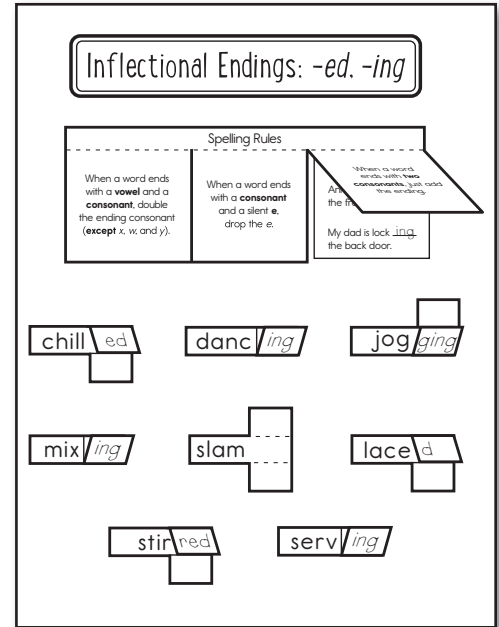 Inflectional Endings: -ed, -ing
Spelling Rules
When a word ends
with a vowel and a
consonant, double
the ending consonant
(except x, w, and y).
When a word ends
with a consonant
and a silent e,
drop the e.
When a word
ends with two
consonants, just add
the ending.
the
My dad is lock ing
the back door.
chill ed
danc ing
jog ging
mix ing
slam
lace d
stir red
serv ing